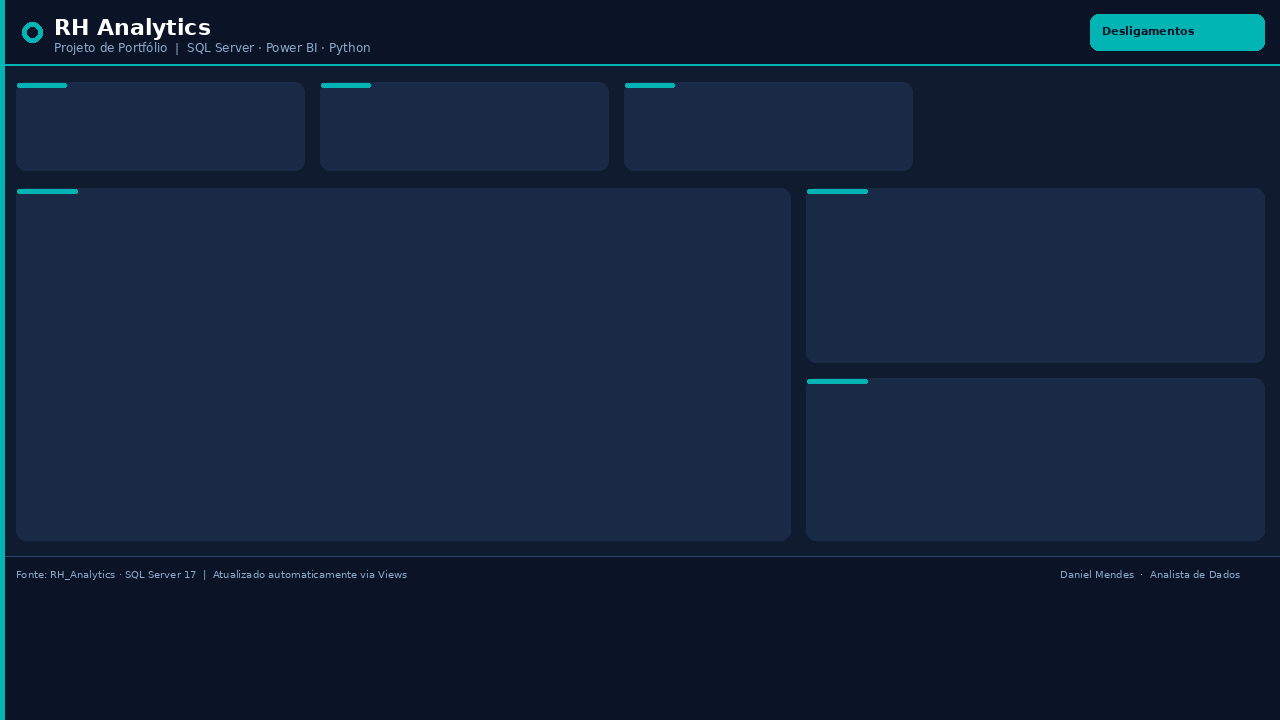 RH Analytics
Projeto de Portfólio | SQL Server · Power BI · Python
Desligamentos
Fonte: RH_Analytics · SQL Server 17 | Atualizado automaticamente via Views
Daniel Mendes · Analista de Dados